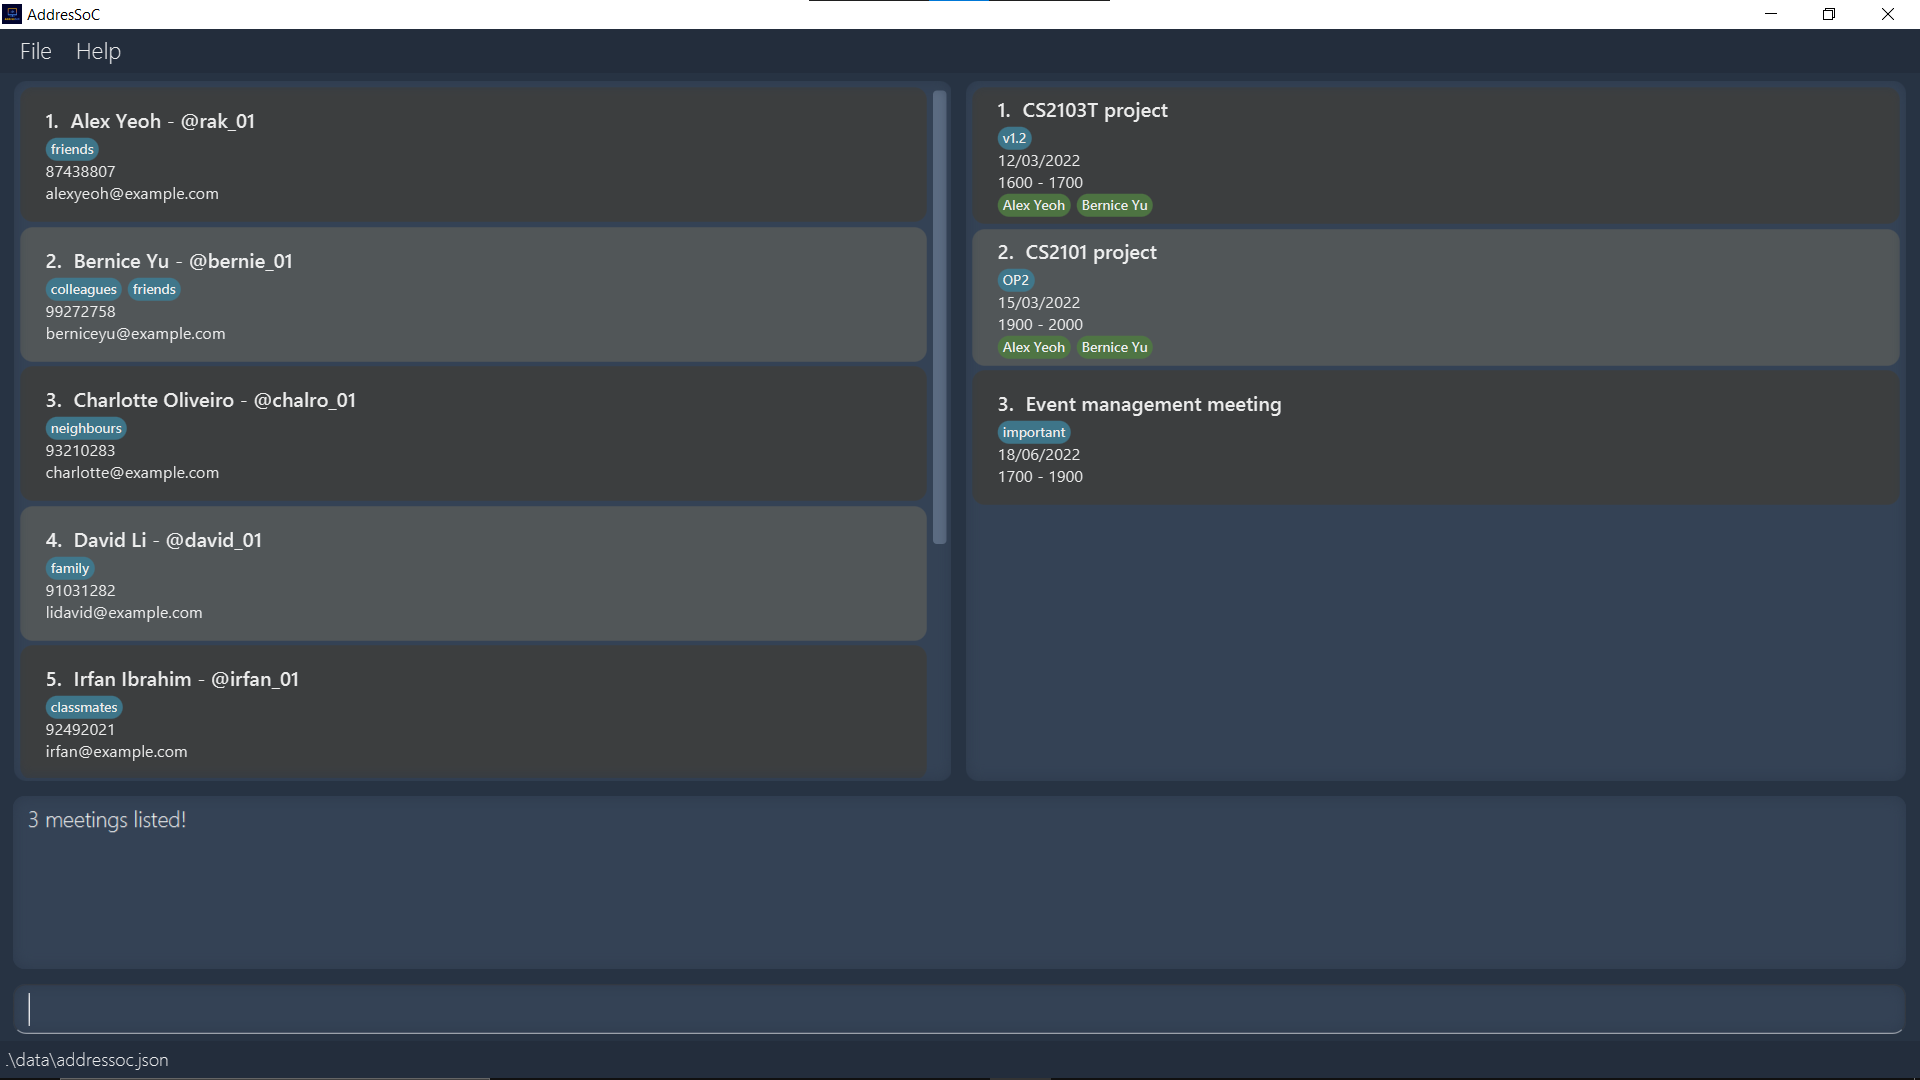 AddresSoC
File Help
1. Alex Yeoh - @rak_01
friends
87438807
alexyeoh@example.com
2. Bernice Yu - @bernie_01
colleagues friends
99272758
berniceyu@example.com
3. Charlotte Oliveiro - @chalro_01
neighbours
93210283
charlotte@example.com
4. David Li - @david_01
family
91031282
lidavid@example.com
5. Irfan Ibrahim - @irfan_01
classmates
92492021
irfan@example.com
1. CS2103T project
v1.2
12/03/2022
1600 - 1700
Alex Yeoh Bernice Yu
2. CS2101 project
OP2
15/03/2022
1900 - 2000
Alex Yeoh Bernice Yu
3. Event management meeting
important
18/06/2022
1700 - 1900
3 meetings listed!
.\data\addressoc.json